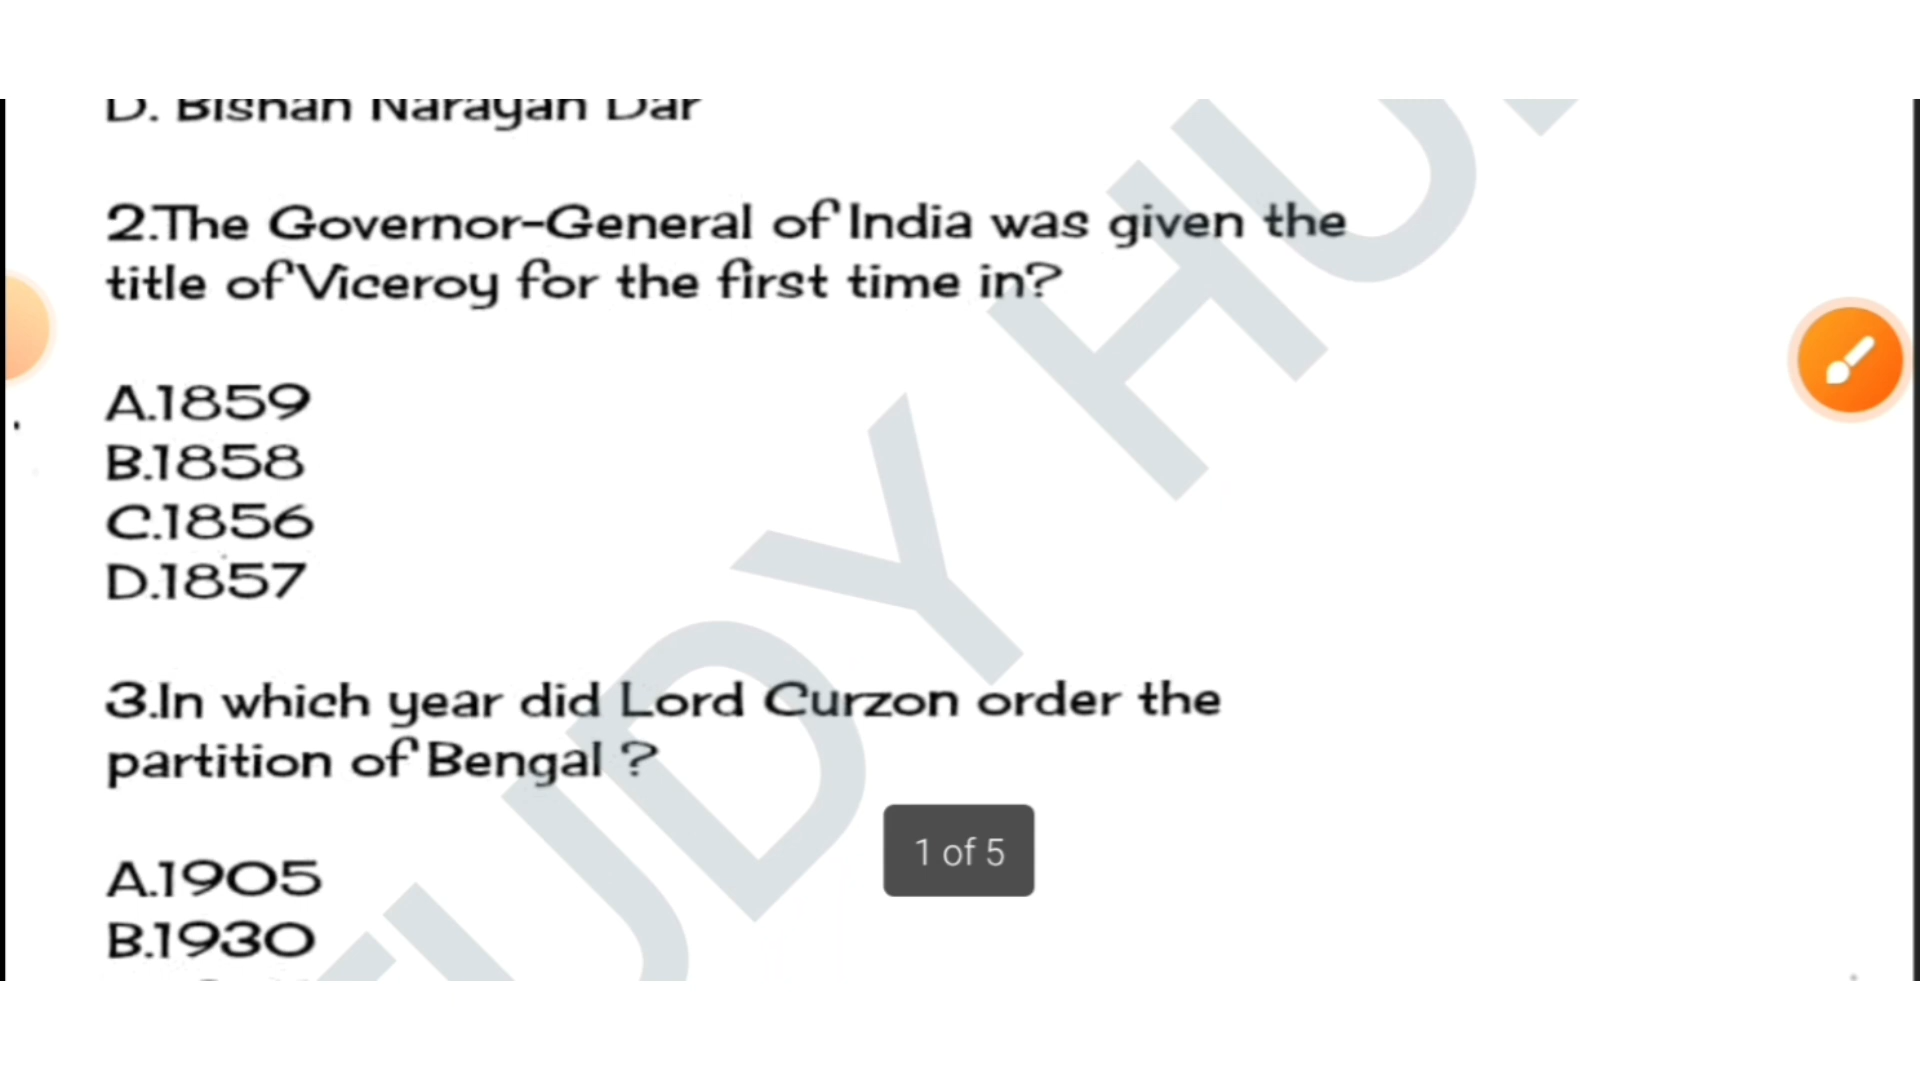 D. Bishan Narayan Dar
2.The Governor-General of India was given the
title of Viceroy for the first time in?
A.1859
B.1858
C.1856
D.1857
3.In which year did Lord Curzon order the
partition of Bengal ?
A.1905
B.1930
1 of 5
TUDY HU